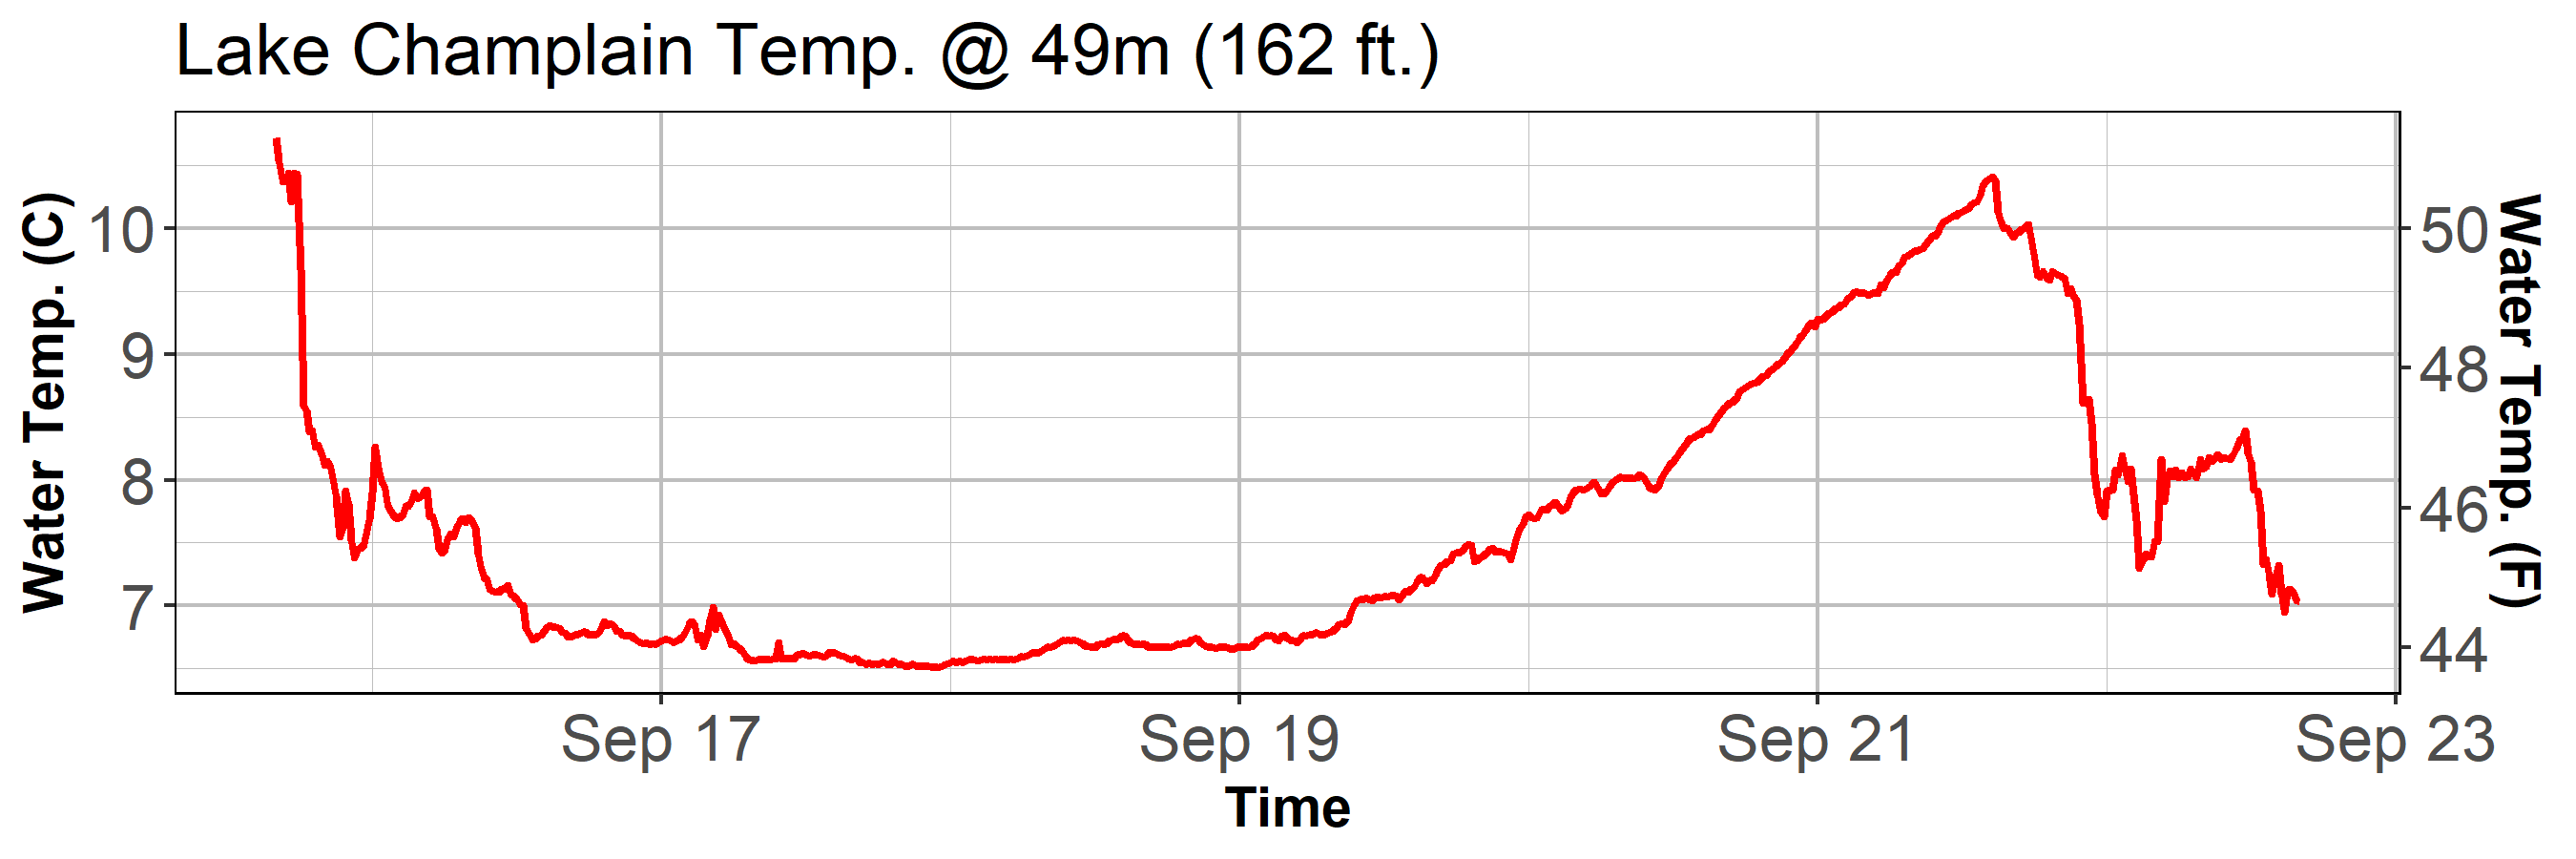 Lake Champlain Temp. @ 49m (162 ft.)
Water Temp. (C)
10
9
8
7
50
48
46
44
Water Temp. (F)
Sep 17
Sep 19
Sep 21
Sep 23
Time